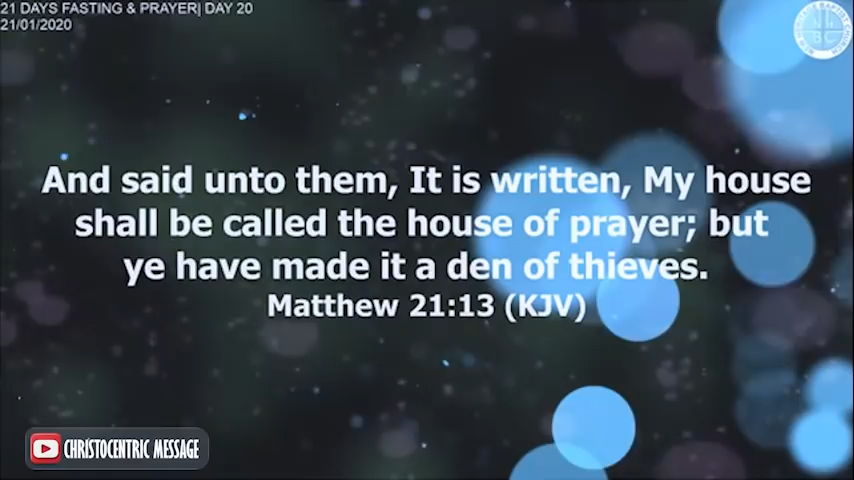 21 DAYS FASTING & PRAYER| DAY 20
21/01/2020
And said unto them, It is written, My house
shall be called the house of prayer; but
ye have made it a den of thieves.
Matthew 21:13 (KJV)
CHRISTOCENTRIC MESSAGE